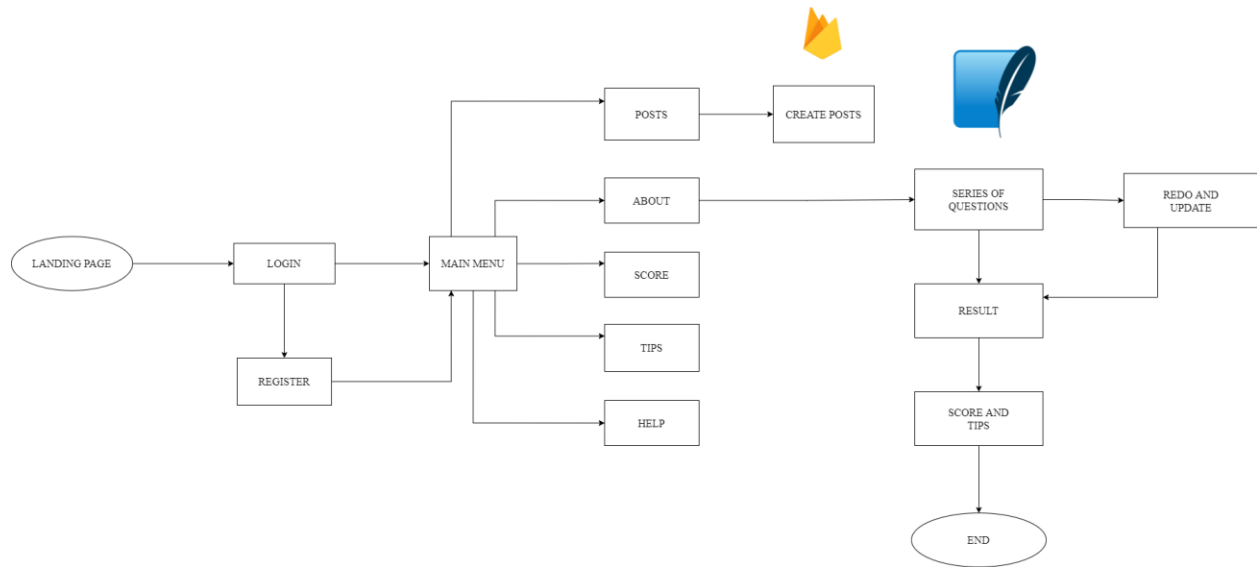 POSTS
CREATE POSTS
ABOUT
SERIES OF
QUESTIONS
REDO AND
UPDATE
LANDING PAGE
LOGIN
MAIN MENU
SCORE
RESULT
TIPS
REGISTER
SCORE AND
TIPS
HELP
END